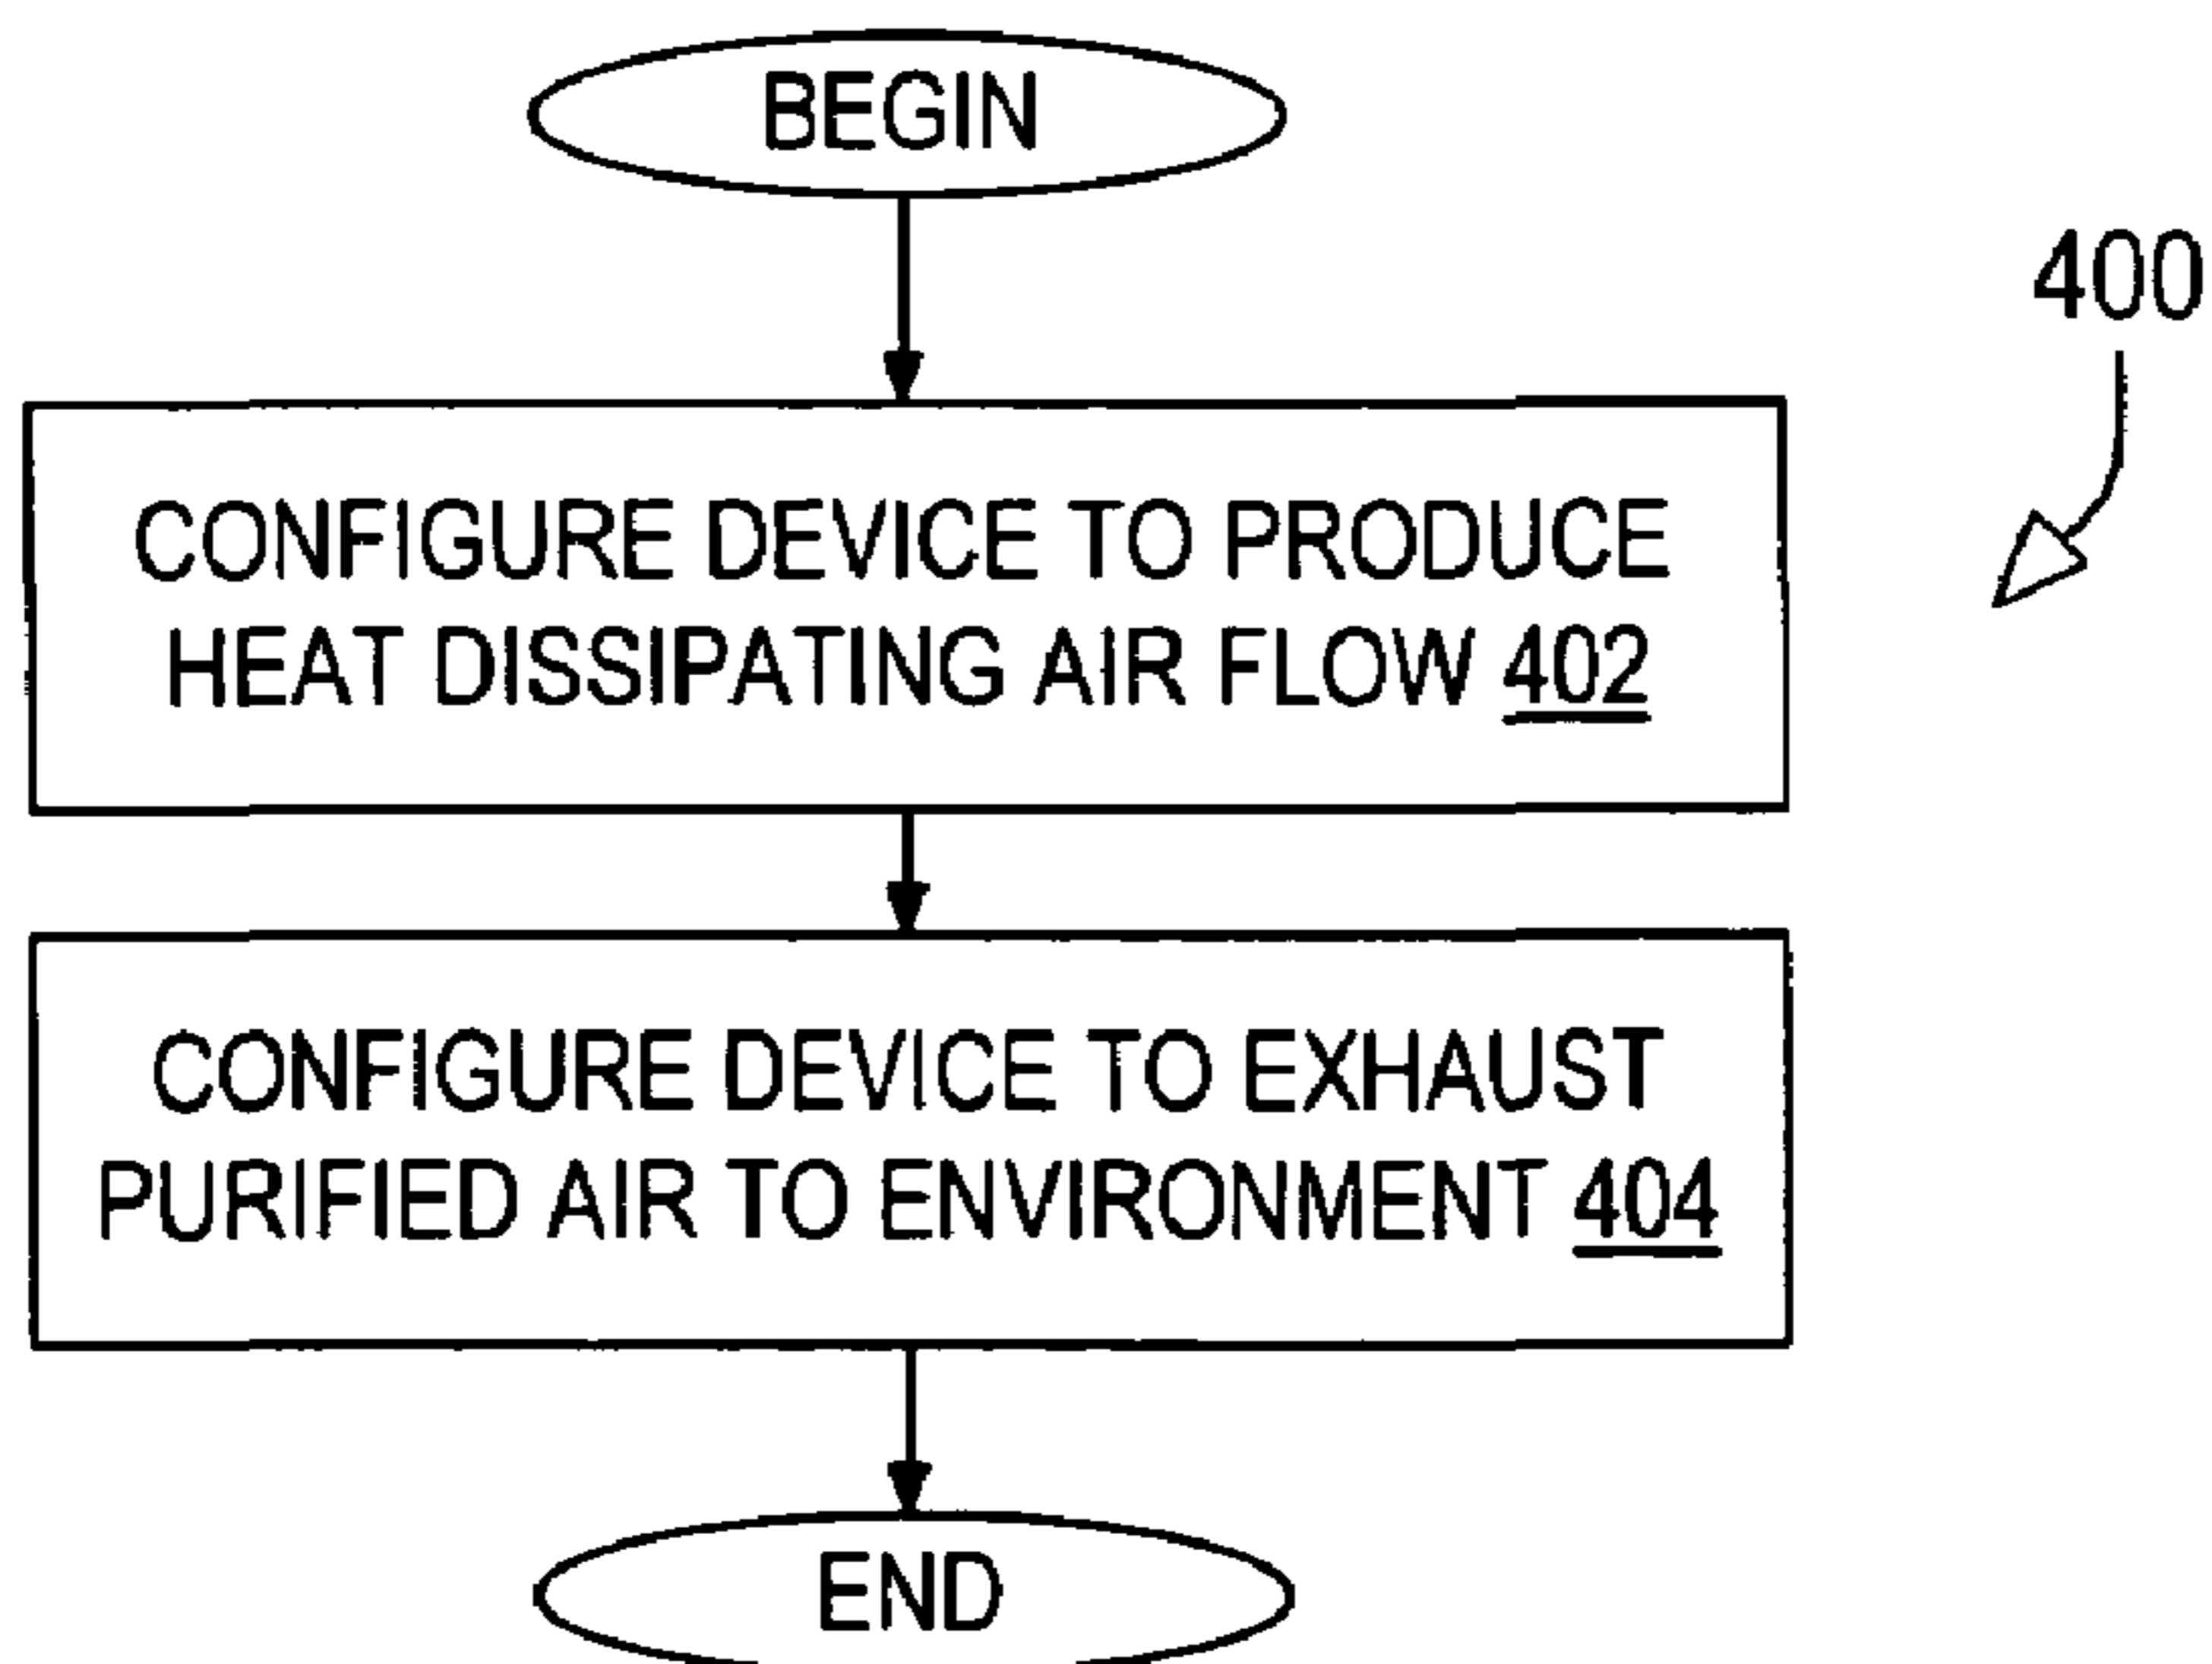 BEGIN
400
CONFIGURE DEVICE TO PRODUCE
HEAT DISSIPATING AIR FLOW 402
CONFIGURE DEVICE TO EXHAUST
PURIFIED AIR TO ENVIRONMENT 404
END